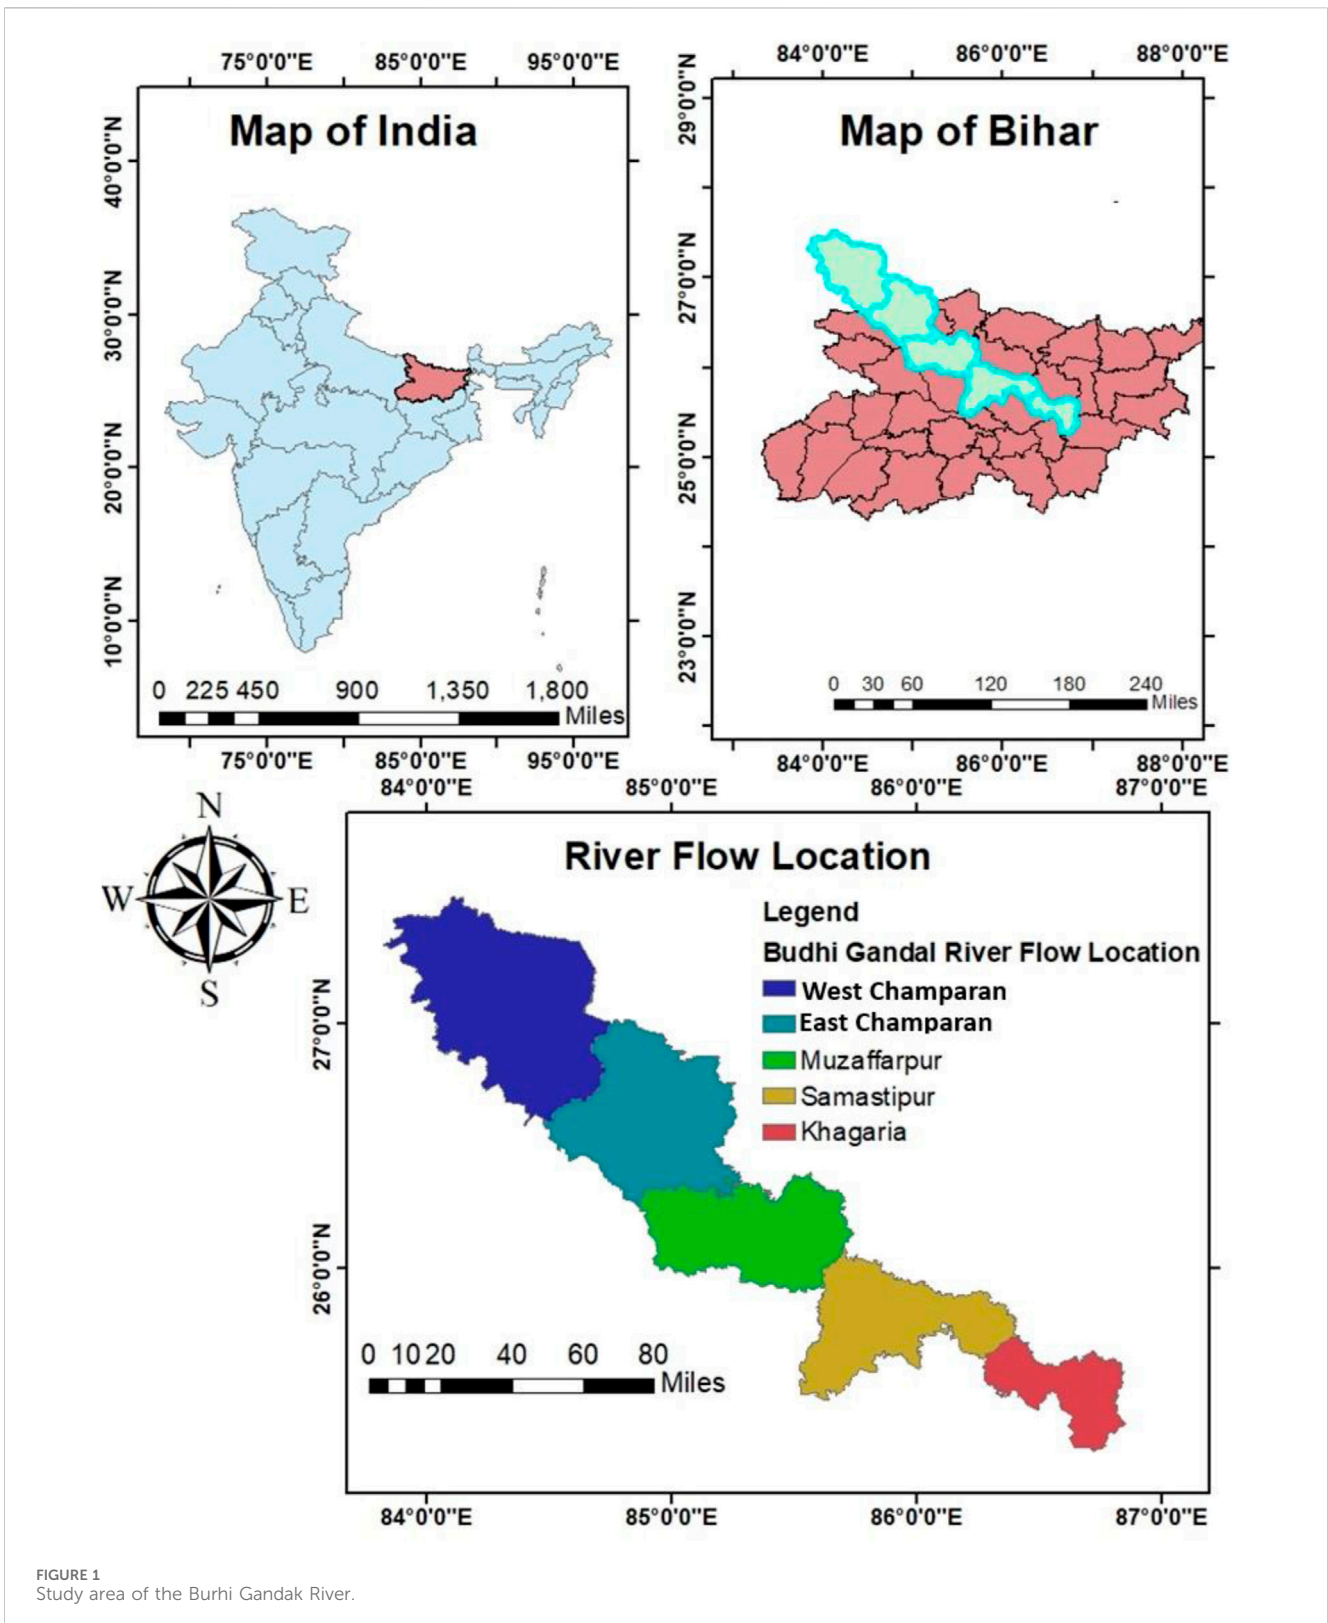 75°0'0"E 85°0'0"E 95°0'0"E
Map of India
40°0'0"N
30°0'0"N
20°0'0"N
10°0'0"N
0 225 450 900 1,350 1,800
Miles
75°0'0"E 85°0'0"E 95°0'0"E
84°0'0"E 86°0'0"E 88°0'0"E
Map of Bihar
29°0'0"N
27°0'0"N
25°0'0"N
23°0'0"N
0 30 60 120 180 240
Miles
84°0'0"E 86°0'0"E 88°0'0"E
N
W E
S
84°0'0"E 85°0'0"E 86°0'0"E 87°0'0"E
River Flow Location
Legend
Budhi Gandal River Flow Location
West Champaran
East Champaran
Muzaffarpur
Samastipur
Khagaria
27°0'0"N
26°0'0"N
0 10 20 40 60 80
Miles
84°0'0"E 85°0'0"E 86°0'0"E 87°0'0"E
FIGURE 1
Study area of the Burhi Gandak River.